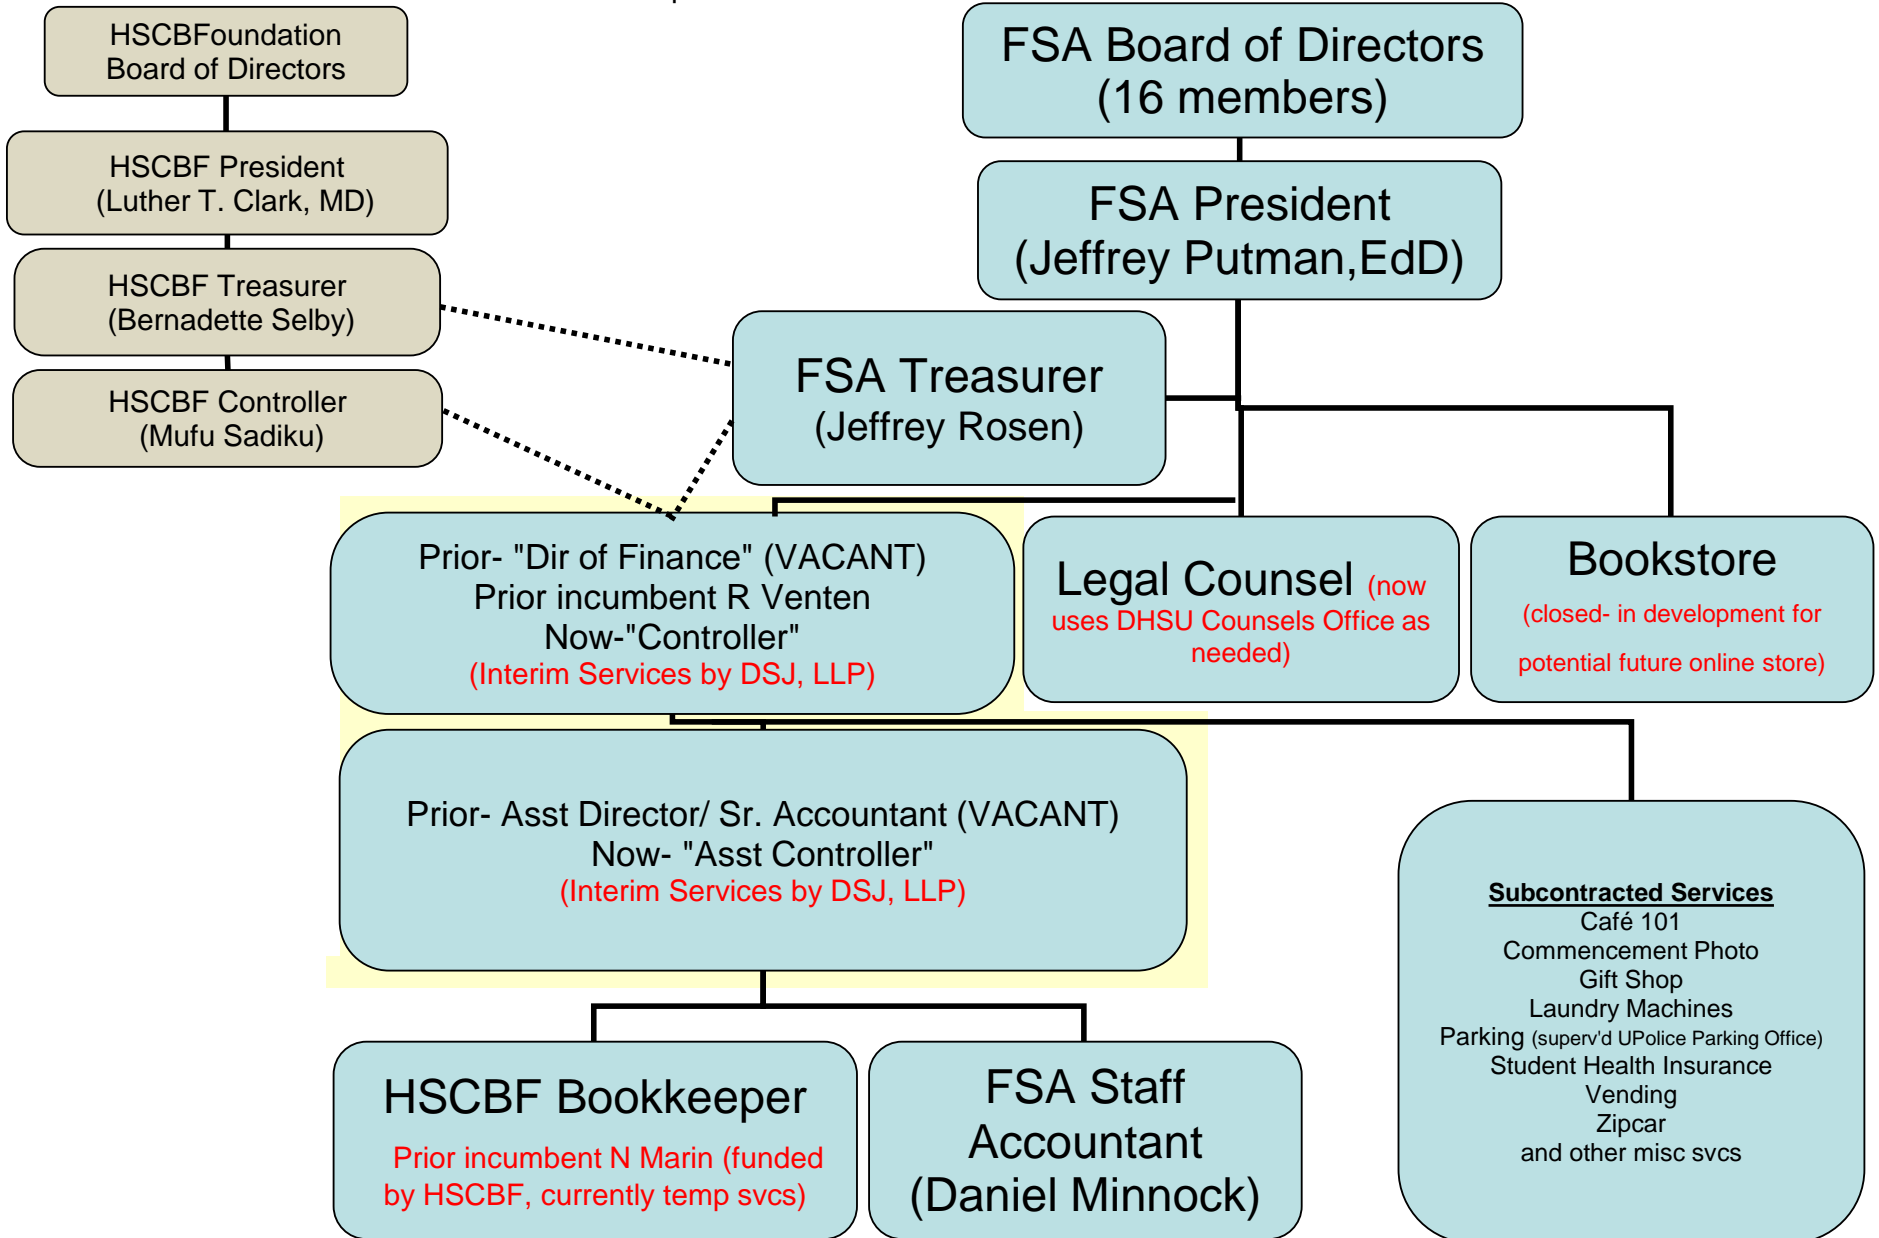 HSCBFoundation
Board of Directors
HSCBF President
(Luther T. Clark, MD)
HSCBF Treasurer
(Bernadette Selby)
HSCBF Controller
(Mufu Sadiku)
FSA Board of Directors
(16 members)
FSA President
(Jeffrey Putman,EdD)
FSA Treasurer
(Jeffrey Rosen)
Prior- "Dir of Finance" (VACANT)
Prior incumbent R Venten
Now-"Controller"
(Interim Services by DSJ, LLP)
Legal Counsel (now
uses DHSU Counsels Office as
needed)
Bookstore
(closed- in development for
potential future online store)
Prior- Asst Director/ Sr. Accountant (VACANT)
Now- "Asst Controller"
(Interim Services by DSJ, LLP)
Subcontracted Services
Café 101
Commencement Photo
Gift Shop
Laundry Machines
Parking (superv'd UPolice Parking Office)
Student Health Insurance
Vending
Zipcar
and other misc svcs
HSCBF Bookkeeper
Prior incumbent N Marin (funded
by HSCBF, currently temp svcs)
FSA Staff
Accountant
(Daniel Minnock)